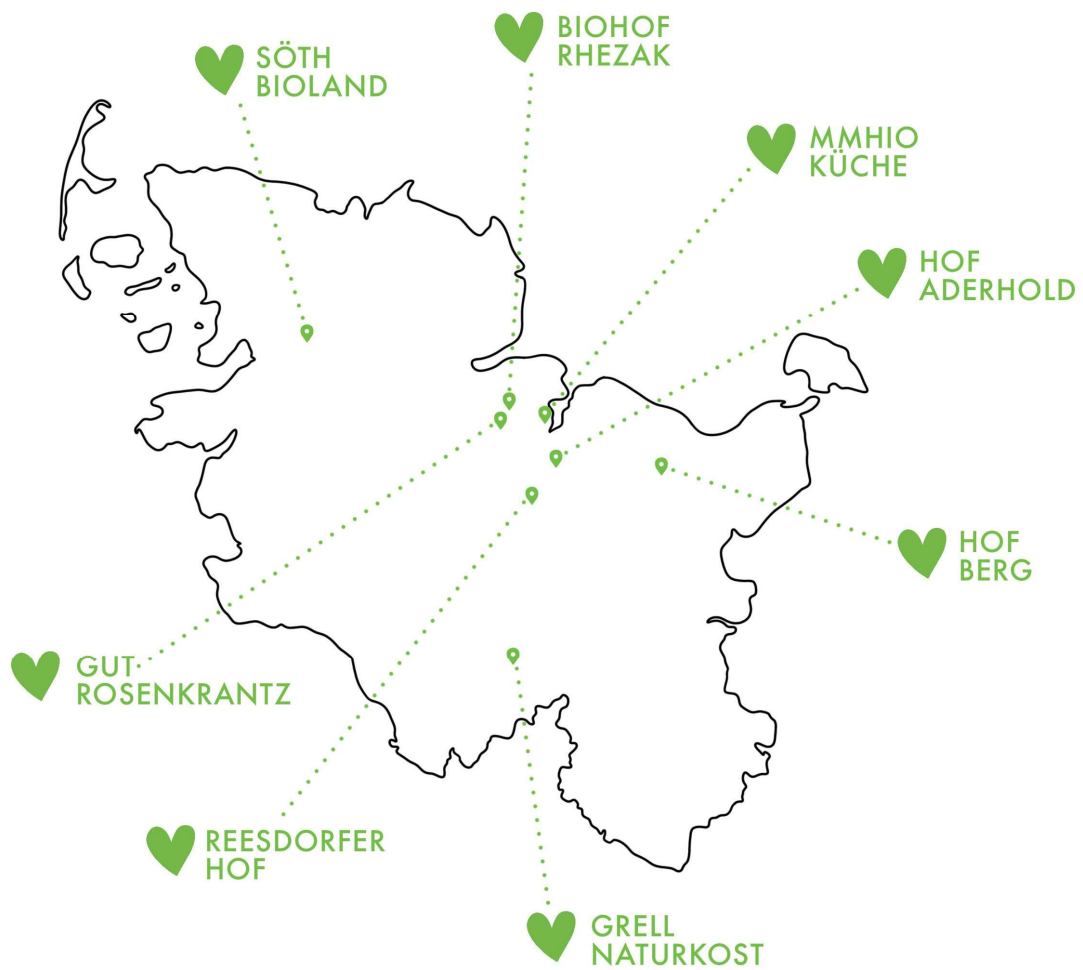 BIOHOF
RHEZAK
SÖTH
BIOLAND
MMHIO
KÜCHE
HOF
ADERHOLD
HOF
BERG
GUT
ROSENKRANTZ
REESDORFER
HOF
GRELL
NATURKOST